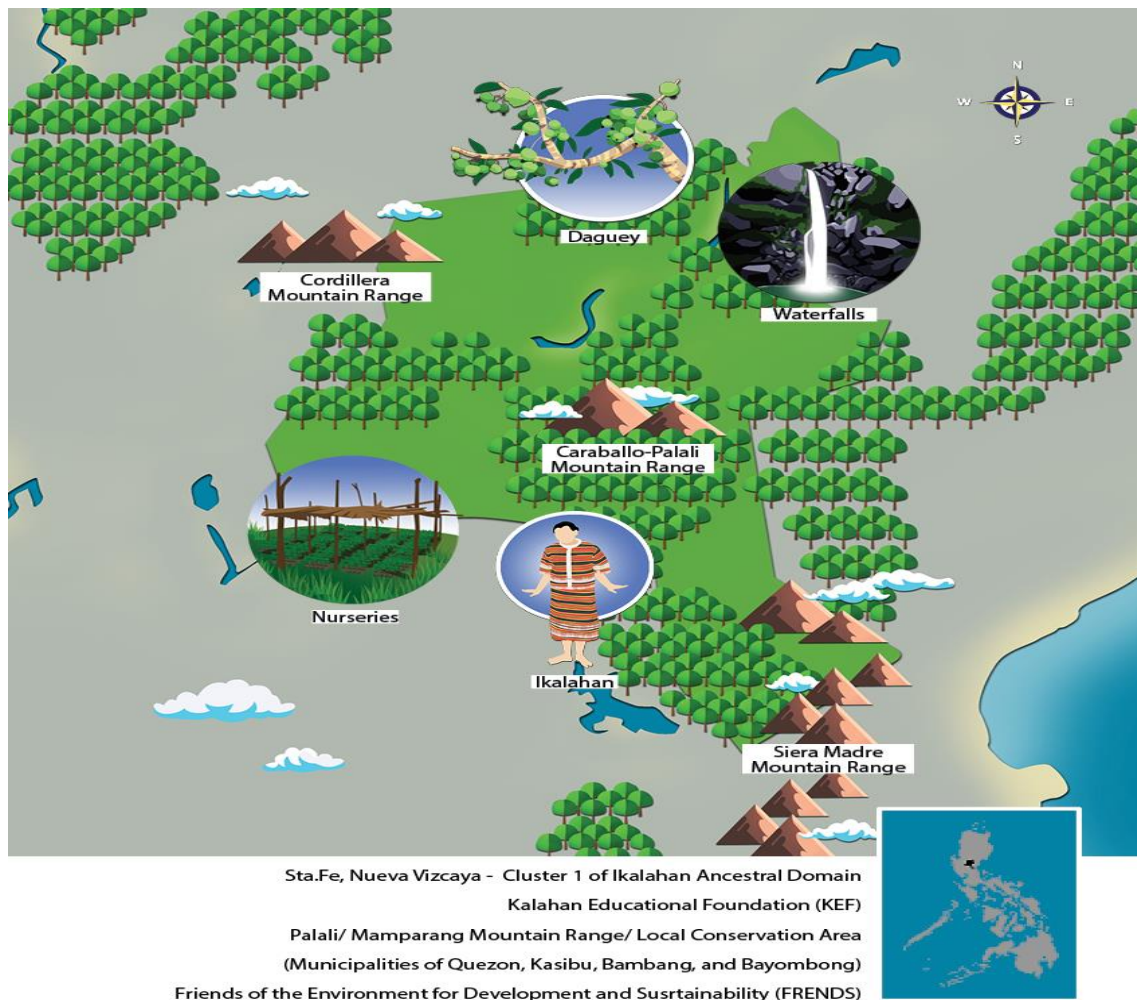 N
W E
S
Daguey
Cordillera
Mountain Range
Waterfalls
Caraballo-Palali
Mountain Range
Nurseries
Ikalahan
Siera Madre
Mountain Range
Sta.Fe, Nueva Vizcaya - Cluster 1 of Ikalahan Ancestral Domain
Kalahan Educational Foundation (KEF)
Palali/ Mamparang Mountain Range/ Local Conservation Area
(Municipalities of Quezon, Kasibu, Bambang, and Bayombong)
Friends of the Environment for Development and Susrtainability (FRENDS)